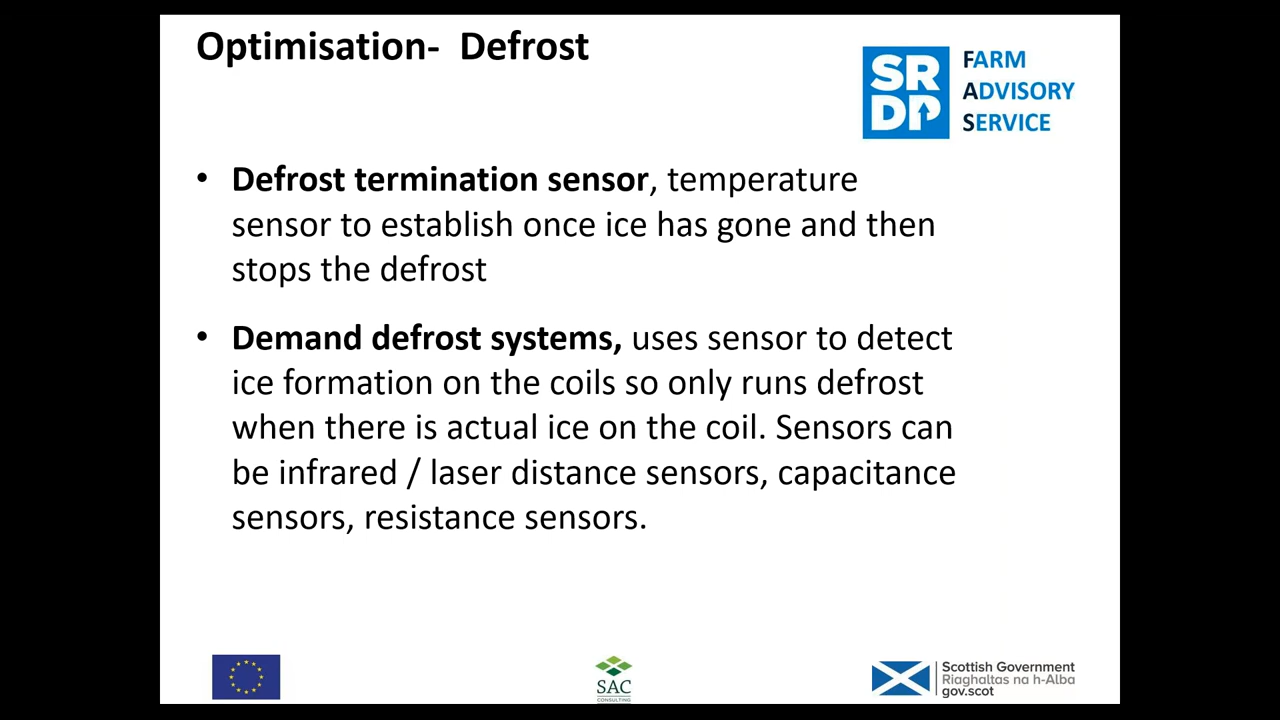 Optimisation- Defrost
SR
DP
FARM
ADVISORY
SERVICE
• Defrost termination sensor, temperature
sensor to establish once ice has gone and then
stops the defrost
• Demand defrost systems, uses sensor to detect
ice formation on the coils so only runs defrost
when there is actual ice on the coil. Sensors can
be infrared / laser distance sensors, capacitance
sensors, resistance sensors.
SAC
CONSULTING
Scottish Government
Riaghaltas na h-Alba
gov.scot